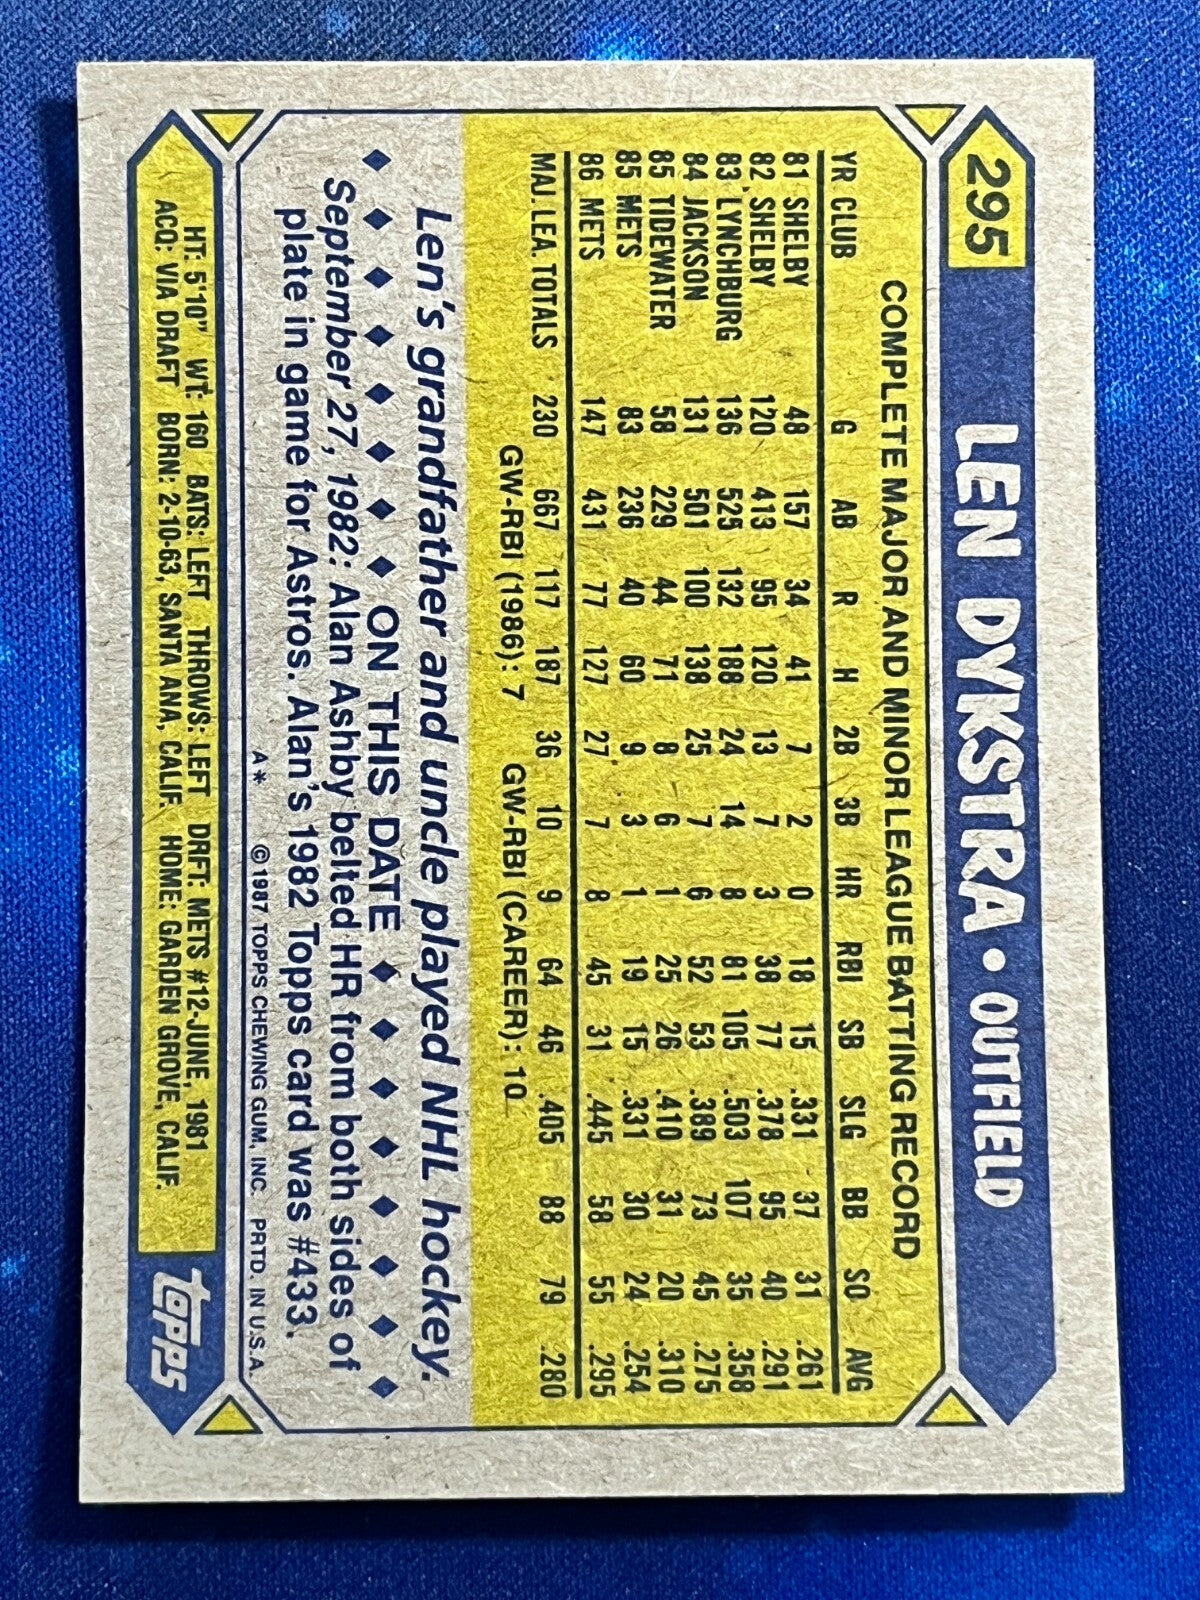 295 LEN DYKSTRA • OUTFIELD
COMPLETE MAJOR AND MINOR LEAGUE BATTING RECORD
YR CLUB G AB R H 2B 3B HR RBI SB SLG BB SO AVG
81 SHELBY 48 157 34 41 7 2 0 18 15 .331 37 31 .261
82 SHELBY 120 413 95 120 13 7 3 38 77 .378 95 40 .291
83 LYNCHBURG 136 525 132 188 24 14 8 81 105 .503 107 35 .358
84 JACKSON 131 501 100 138 25 7 6 52 53 .389 73 45 .275
85 TIDEWATER 58 229 44 71 8 6 1 25 26 .410 31 20 .310
85 METS 83 236 40 60 9 3 1 19 15 .331 30 24 .254
86 METS 147 431 77 127 27 7 8 45 31 .445 58 55 .295
MAJ. LEA. TOTALS 230 667 117 187 36 10 9 64 46 .405 88 79 .280
GW-RBI (1986): 7 GW-RBI (CAREER): 10
Len's grandfather and uncle played NHL hockey.
ON THIS DATE
September 27, 1982: Alan Ashby belted HR from both sides of
plate in game for Astros. Alan's 1982 Topps card was #433.
A* © 1987 TOPPS CHEWING GUM, INC. PRTD. IN U.S.A.
HT: 5'10" WT: 160 BATS: LEFT THROWS: LEFT DRFT: METS #12-JUNE, 1981
ACQ: VIA DRAFT BORN: 2-10-63, SANTA ANA, CALIF. HOME: GARDEN GROVE, CALIF.
topps